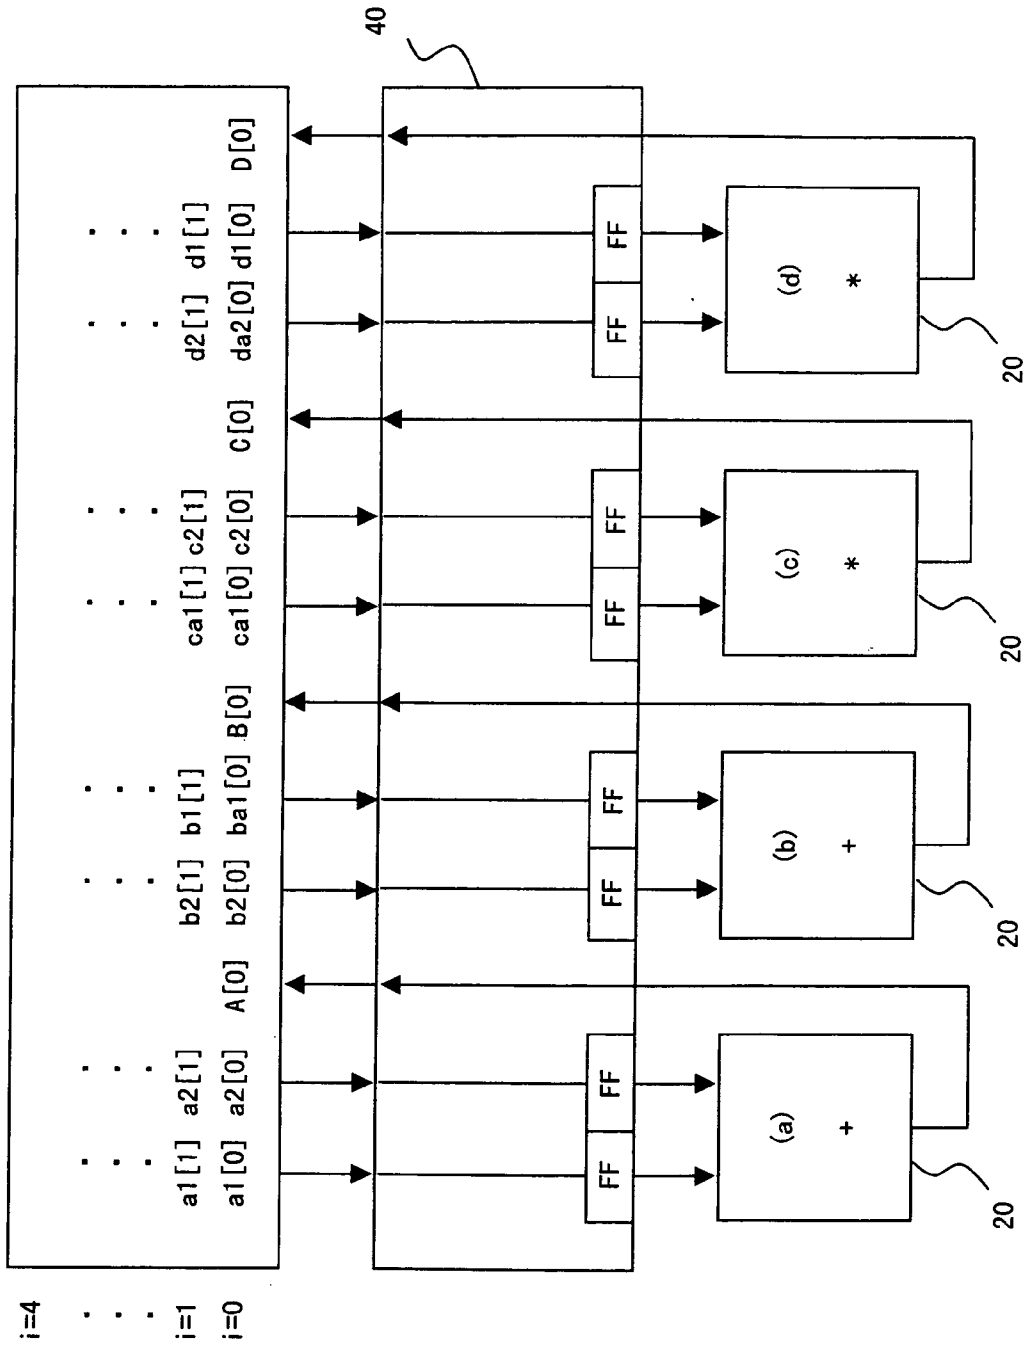 i=4
i=1 a1[1] a2[1] b2[1] b1[1] ca1[1] c2[1] d2[1] d1[1]
i=0 a1[0] a2[0] A[0] b2[0] ba1[0] B[0] ca1[0] c2[0] C[0] da2[0] d1[0] D[0]
40
FF FF FF FF FF FF FF FF
(a) (b) (c) (d)
+ + * *
20 20 20 20